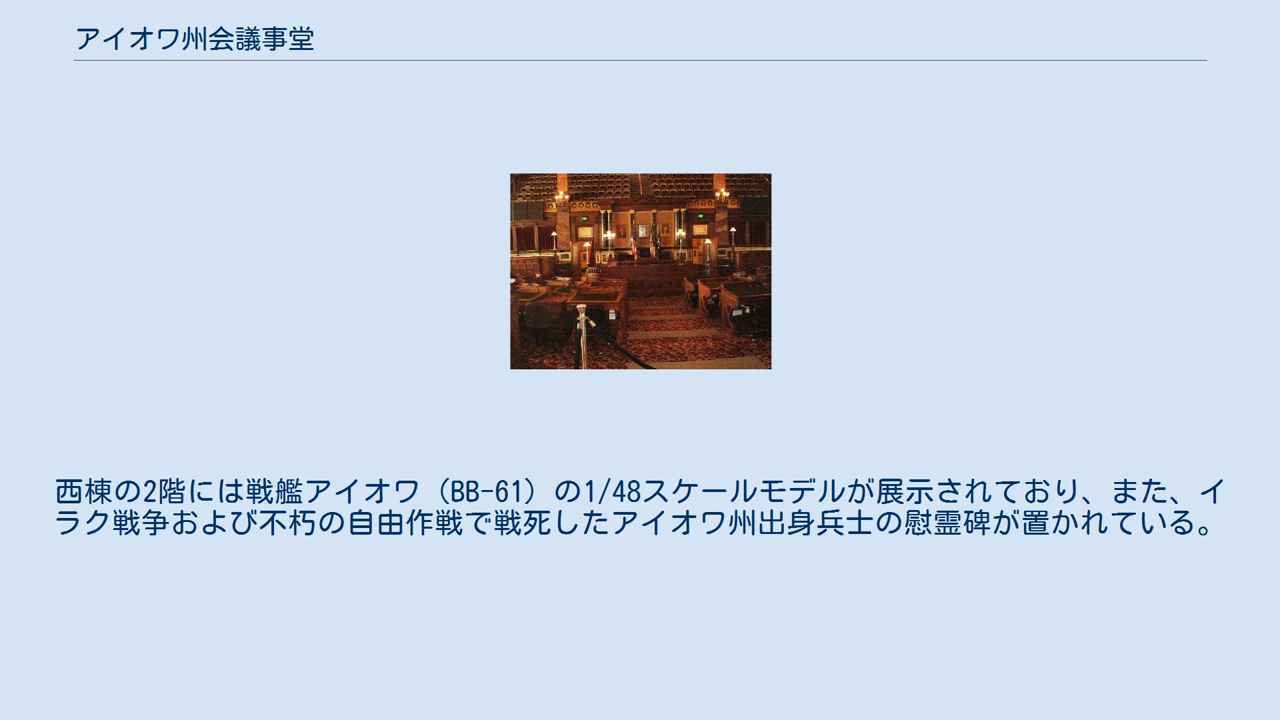 アイオワ州会議事堂
西棟の2階には戦艦アイオワ（BB-61）の1/48スケールモデルが展示されており、また、イ
ラク戦争および不朽の自由作戦で戦死したアイオワ州出身兵士の慰霊碑が置かれている。